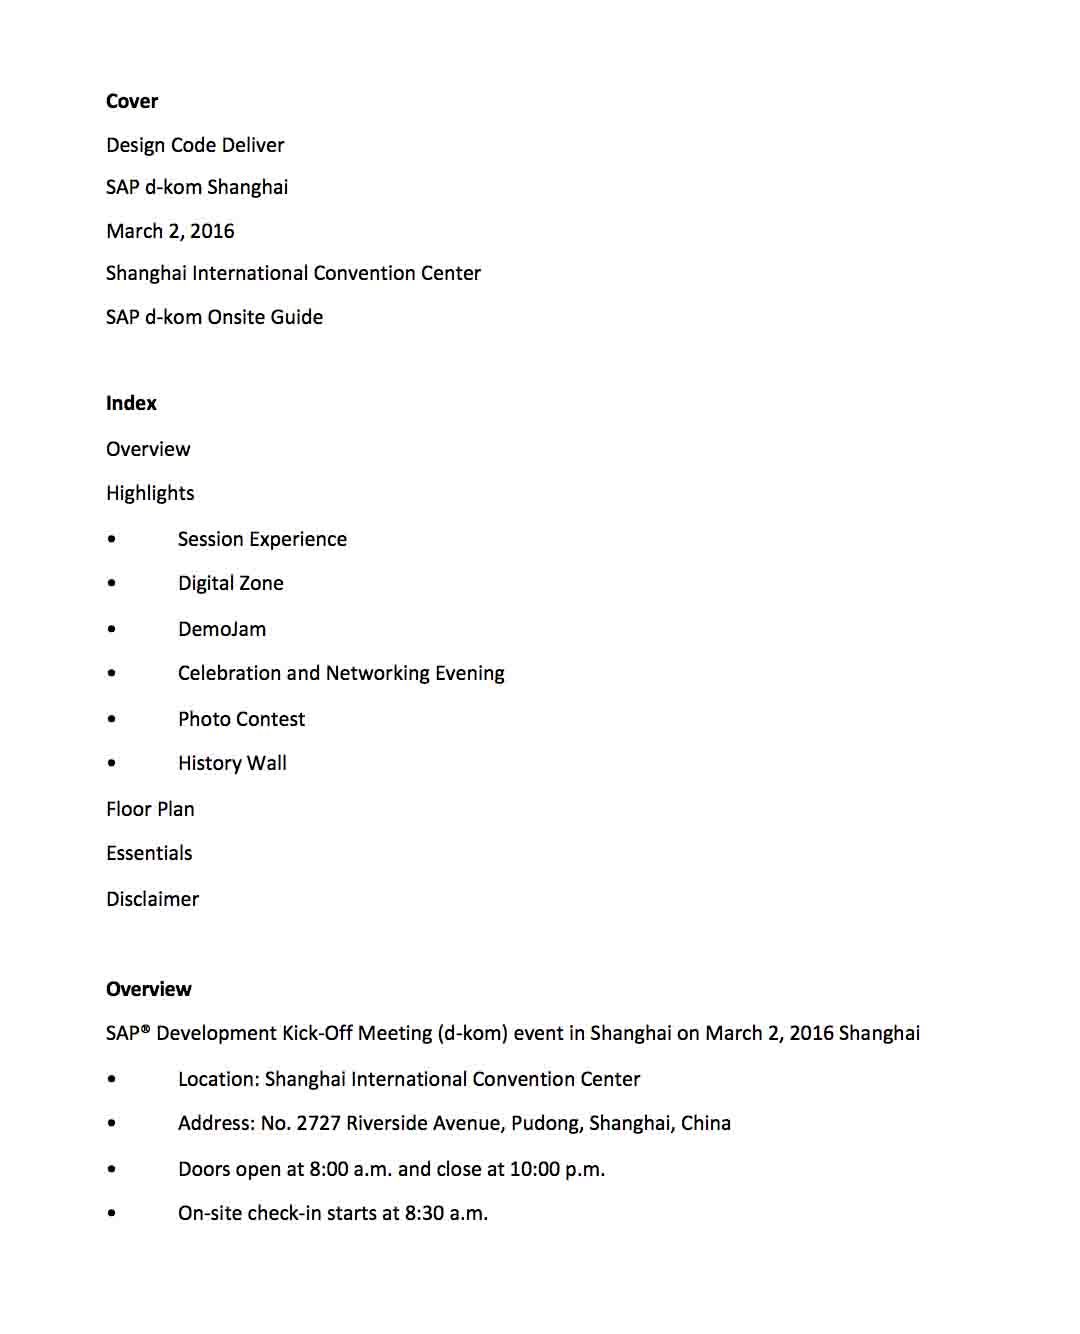 Cover
Design Code Deliver
SAP d-kom Shanghai
March 2, 2016
Shanghai International Convention Center
SAP d-kom Onsite Guide
Index
Overview
Highlights
• Session Experience
• Digital Zone
• DemoJam
• Celebration and Networking Evening
• Photo Contest
• History Wall
Floor Plan
Essentials
Disclaimer
Overview
SAP® Development Kick-Off Meeting (d-kom) event in Shanghai on March 2, 2016 Shanghai
• Location: Shanghai International Convention Center
• Address: No. 2727 Riverside Avenue, Pudong, Shanghai, China
• Doors open at 8:00 a.m. and close at 10:00 p.m.
• On-site check-in starts at 8:30 a.m.